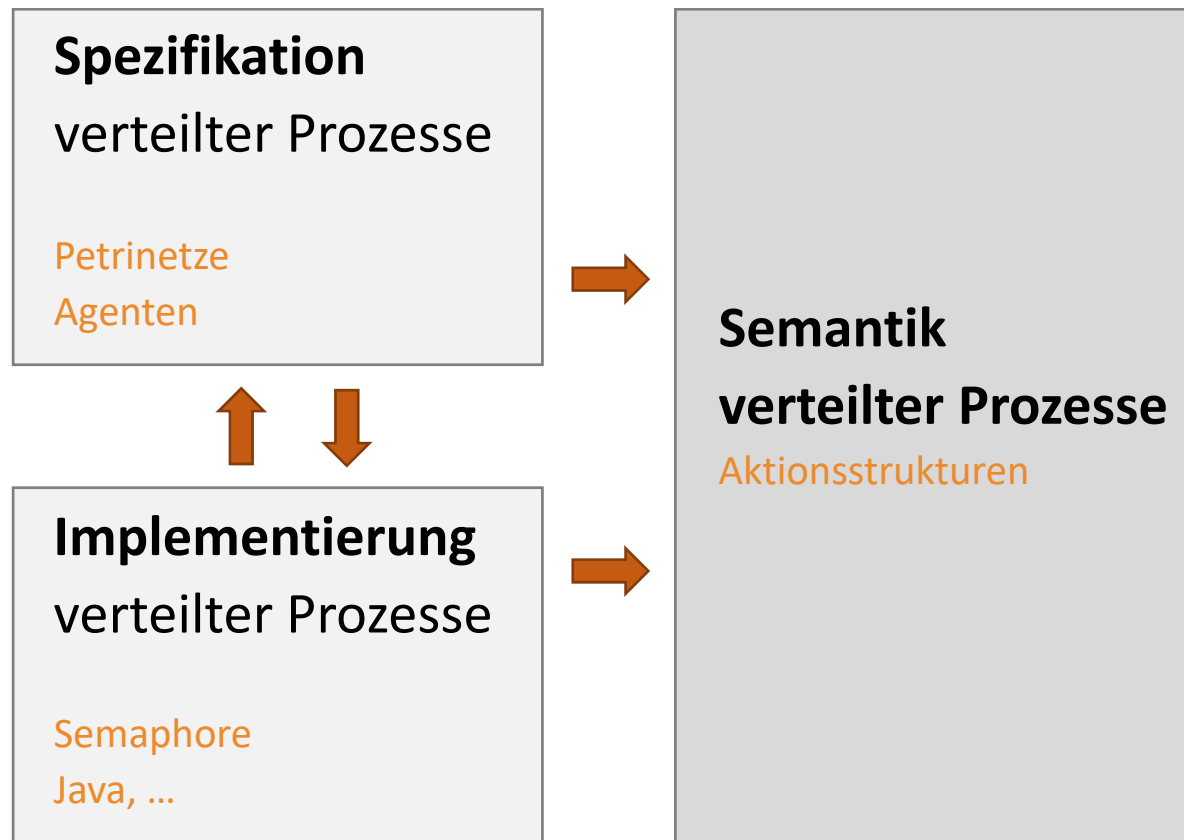 Spezifikation
verteilter Prozesse
Petrinetze
Agenten
Implementierung
verteilter Prozesse
Semaphore
Java, ...
Semantik
verteilter Prozesse
Aktionsstrukturen